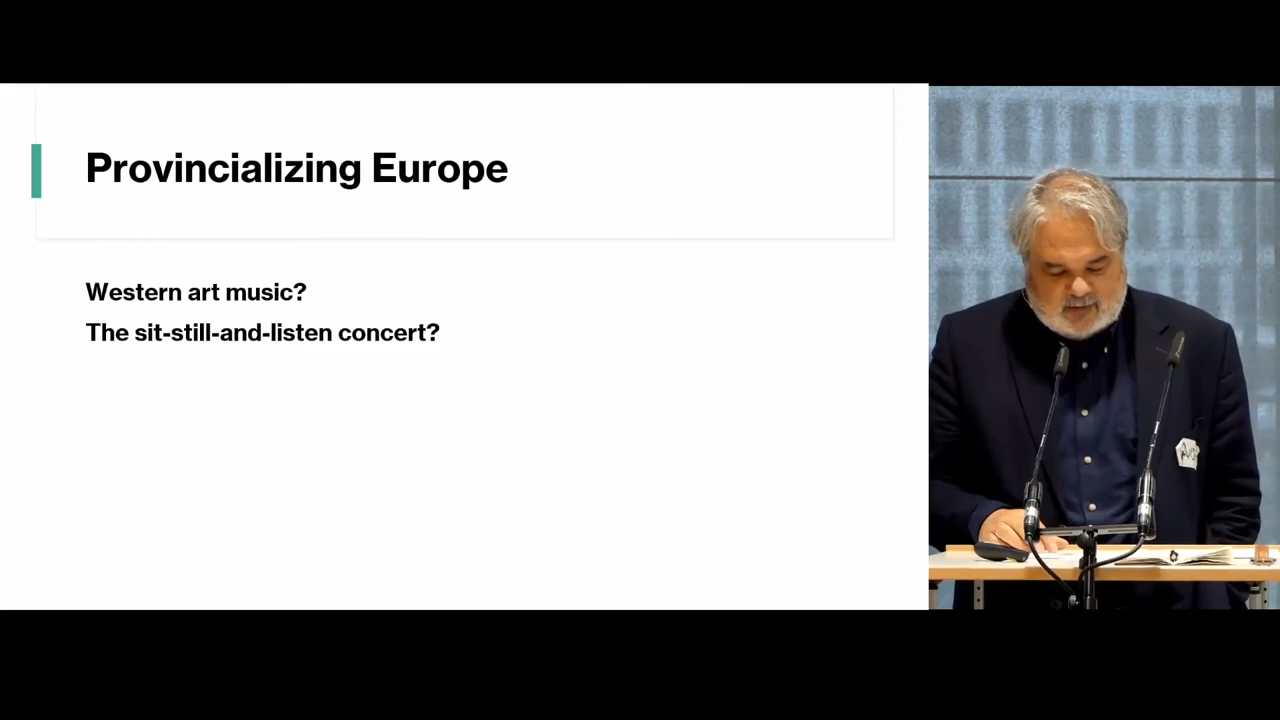 Provincializing Europe
Western art music?
The sit-still-and-listen concert?